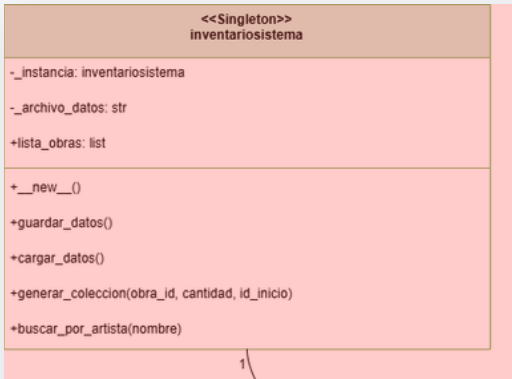 <<Singleton>>
inventariosistema
-_instancia: inventariosistema
-_archivo_datos: str
+lista_obras: list
+__new__()
+guardar_datos()
+cargar_datos()
+generar_coleccion(obra_id, cantidad, id_inicio)
+buscar_por_artista(nombre)
1